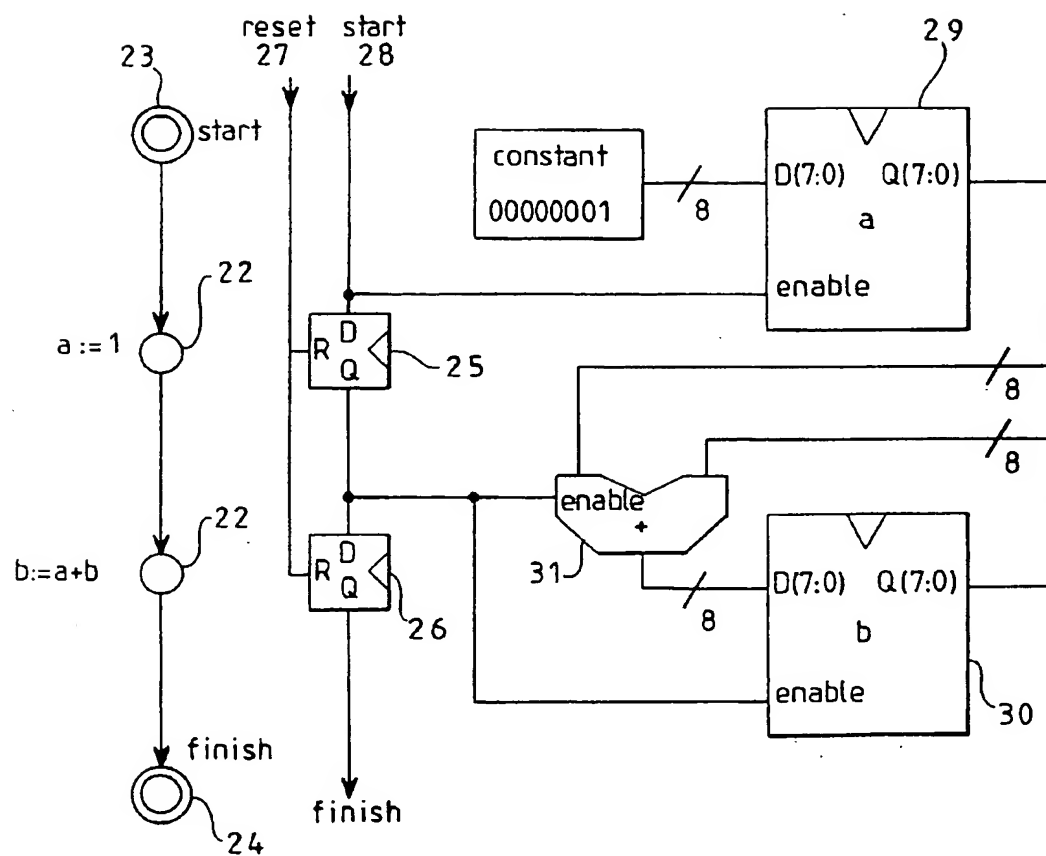 reset start
27 28
23
29
start
constant
00000001
8
D(7:0) Q(7:0)
a
enable
22
a := 1
D
R
Q
25
8
8
enable
+
31
22
b:=a+b
D
R
Q
26
8
D(7:0) Q(7:0)
b
enable
30
finish
24
finish